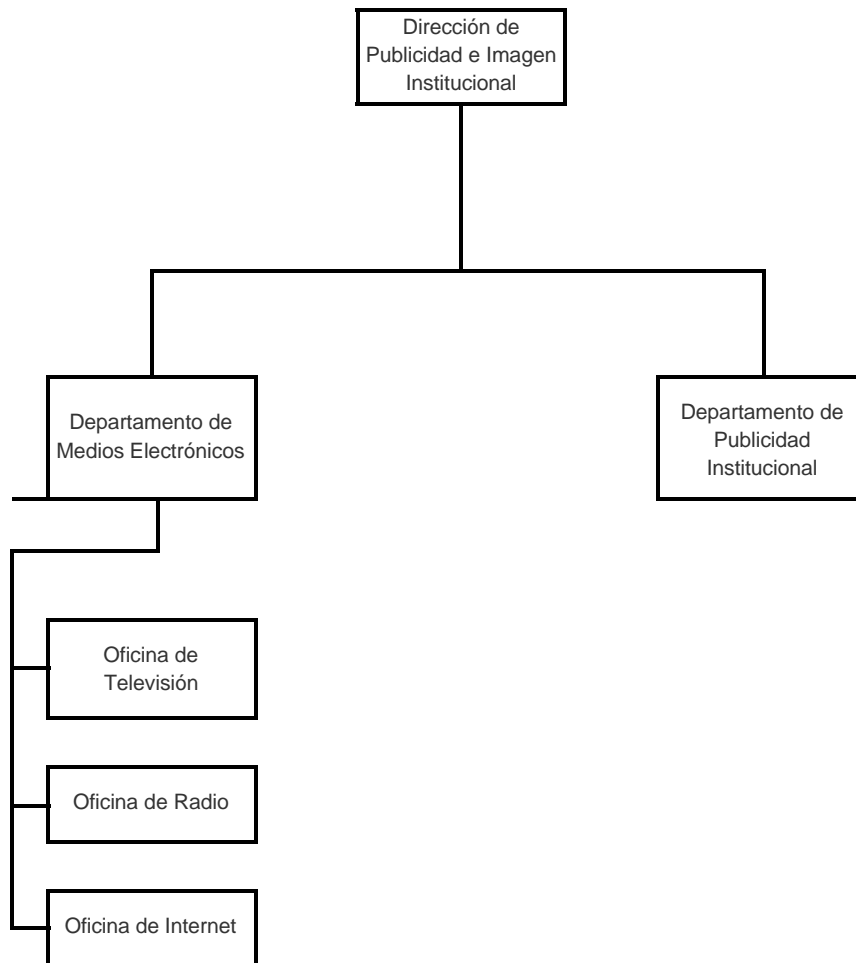 Dirección de
Publicidad e Imagen
Institucional
Departamento de
Medios Electrónicos
Departamento de
Publicidad
Institucional
Oficina de
Televisión
Oficina de Radio
Oficina de Internet